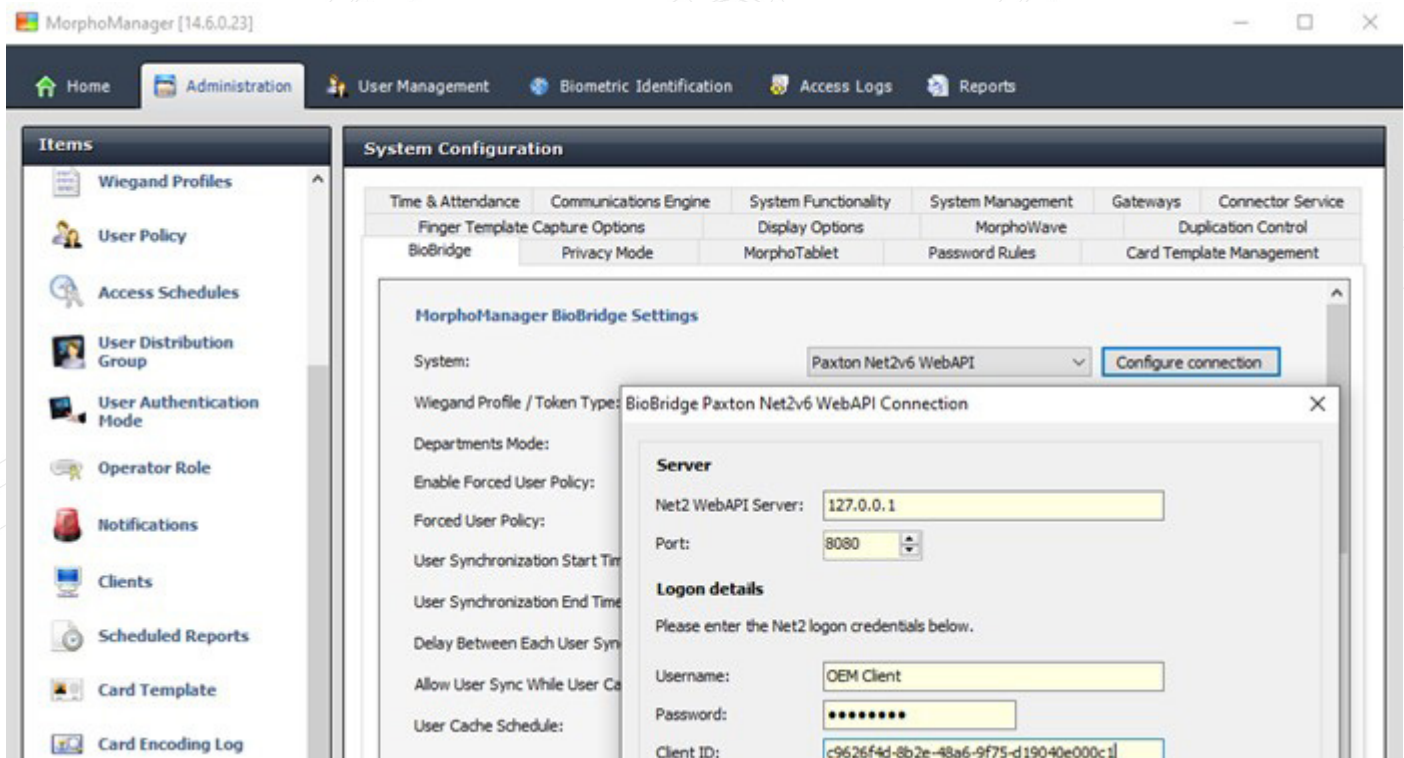 MorphoManager [14.6.0.23]
Home Administration User Management Biometric Identification Access Logs Reports
Items
Wiegand Profiles
User Policy
Access Schedules
User Distribution
Group
User Authentication
Mode
Operator Role
Notifications
Clients
Scheduled Reports
Card Template
Card Encoding Log
System Configuration
Time & Attendance Communications Engine System Functionality System Management Gateways Connector Service
Finger Template Capture Options Display Options MorphoWave Duplication Control
BioBridge Privacy Mode MorphoTablet Password Rules Card Template Management
MorphoManager BioBridge Settings
System: Paxton Net2v6 WebAPI Configure connection
Wiegand Profile / Token Type:
Departments Mode:
Enable Forced User Policy:
Forced User Policy:
User Synchronization Start Tim
User Synchronization End Time
Delay Between Each User Syn
Allow User Sync While User Ca
User Cache Schedule:
BioBridge Paxton Net2v6 WebAPI Connection
Server
Net2 WebAPI Server: 127.0.0.1
Port: 8080
Logon details
Please enter the Net2 logon credentials below.
Username: OEM Client
Password: ••••••••
Client ID: c9626f4d-8b2e-48a6-9f75-d19040e000c1